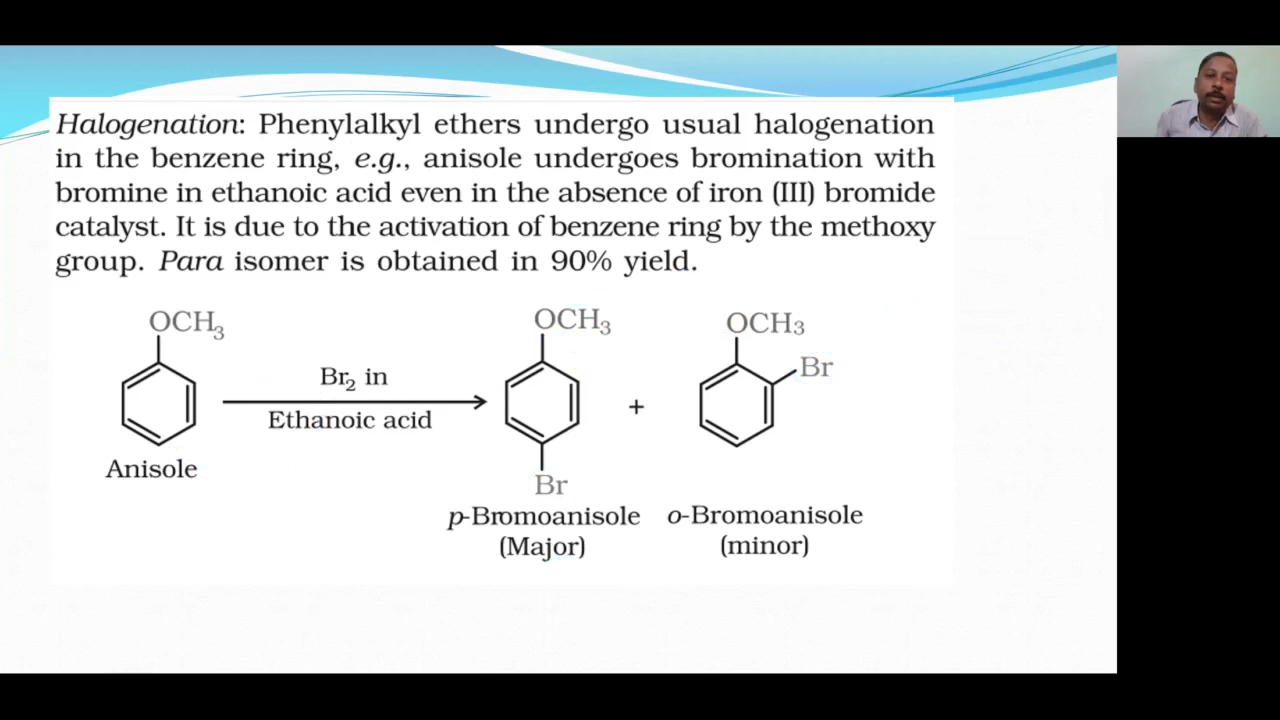 Halogenation: Phenylalkyl ethers undergo usual halogenation
in the benzene ring, e.g., anisole undergoes bromination with
bromine in ethanoic acid even in the absence of iron (III) bromide
catalyst. It is due to the activation of benzene ring by the methoxy
group. Para isomer is obtained in 90% yield.
OCH₃
Br₂ in
Ethanoic acid
Anisole
OCH₃
Br
p-Bromoanisole
(Major)
+
OCH₃
Br
o-Bromoanisole
(minor)